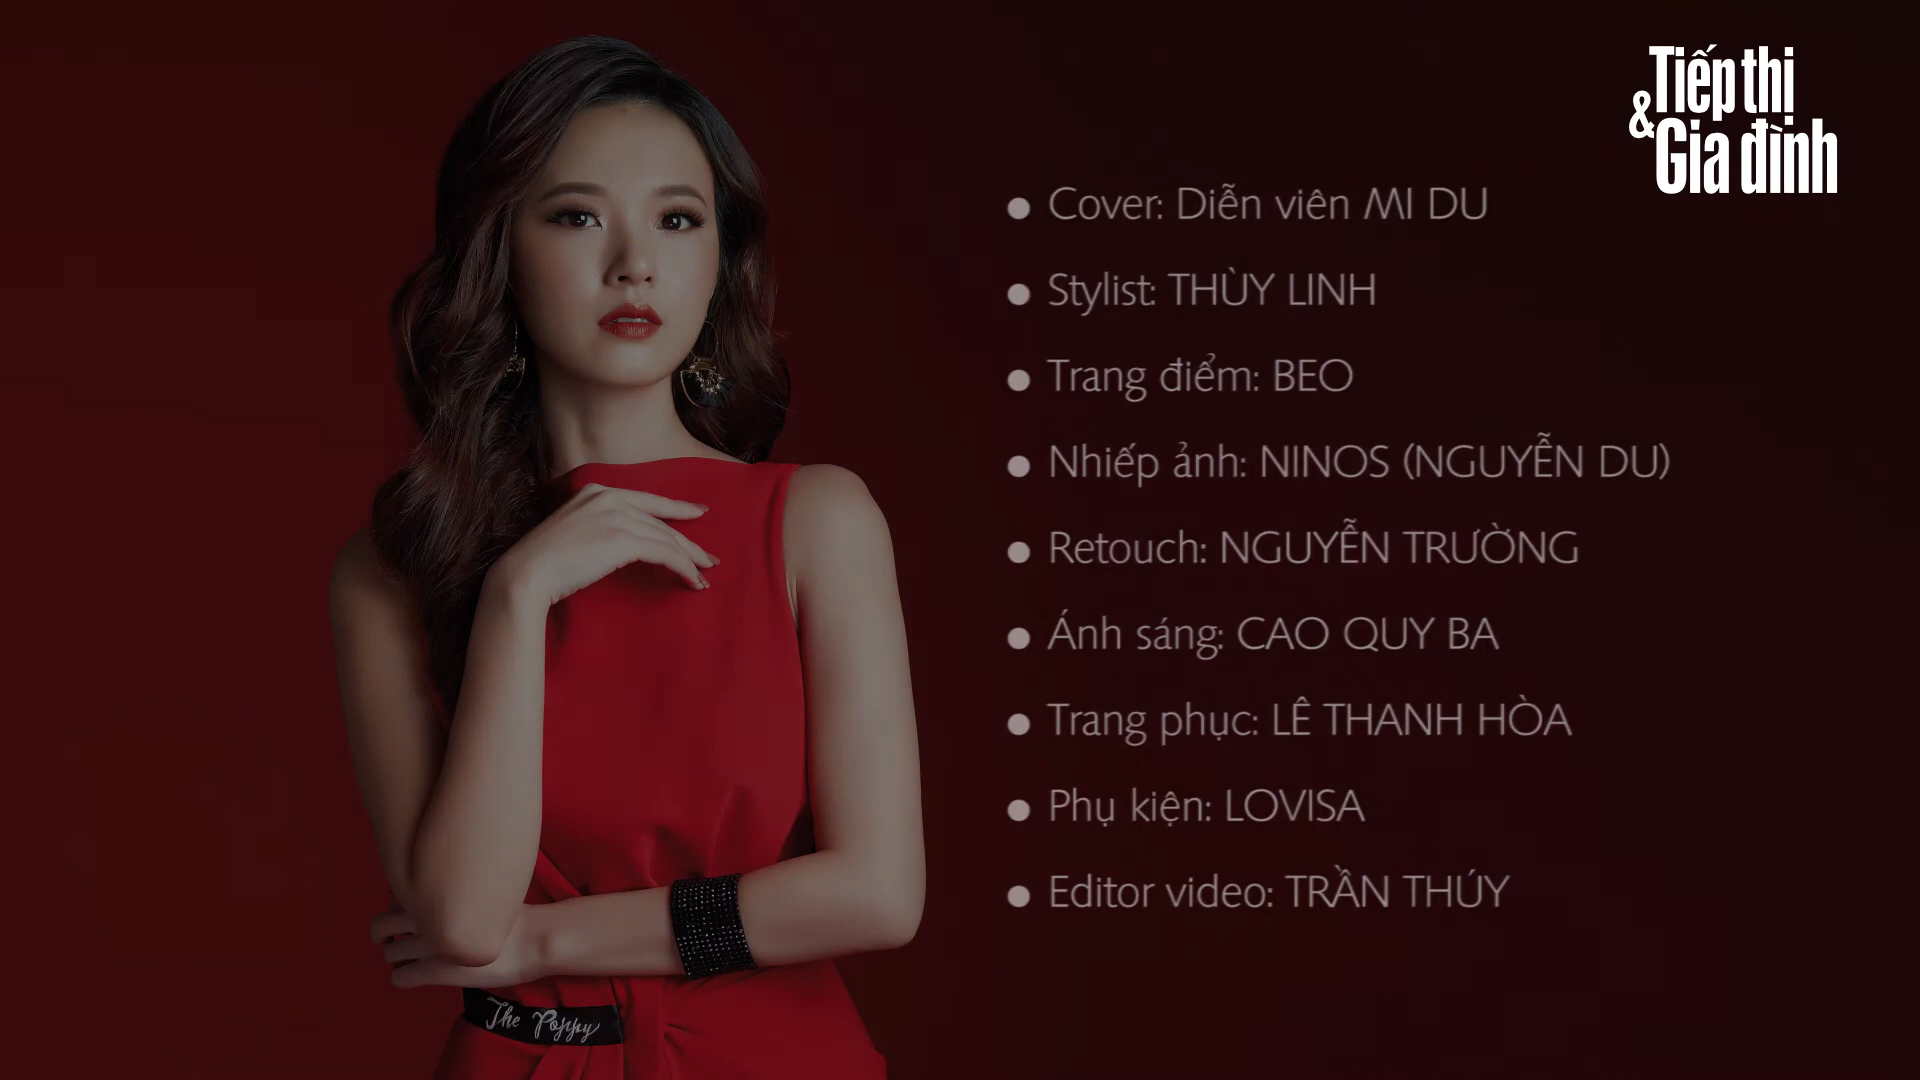 Tiếp thị
& Gia đình
• Cover: Diễn viên MI DU
• Stylist: THÙY LINH
• Trang điểm: BEO
• Nhiếp ảnh: NINOS (NGUYỄN DU)
• Retouch: NGUYỄN TRƯỜNG
• Ánh sáng: CAO QUY BA
• Trang phục: LÊ THANH HÒA
• Phụ kiện: LOVISA
• Editor video: TRẦN THÚY
The Poppy